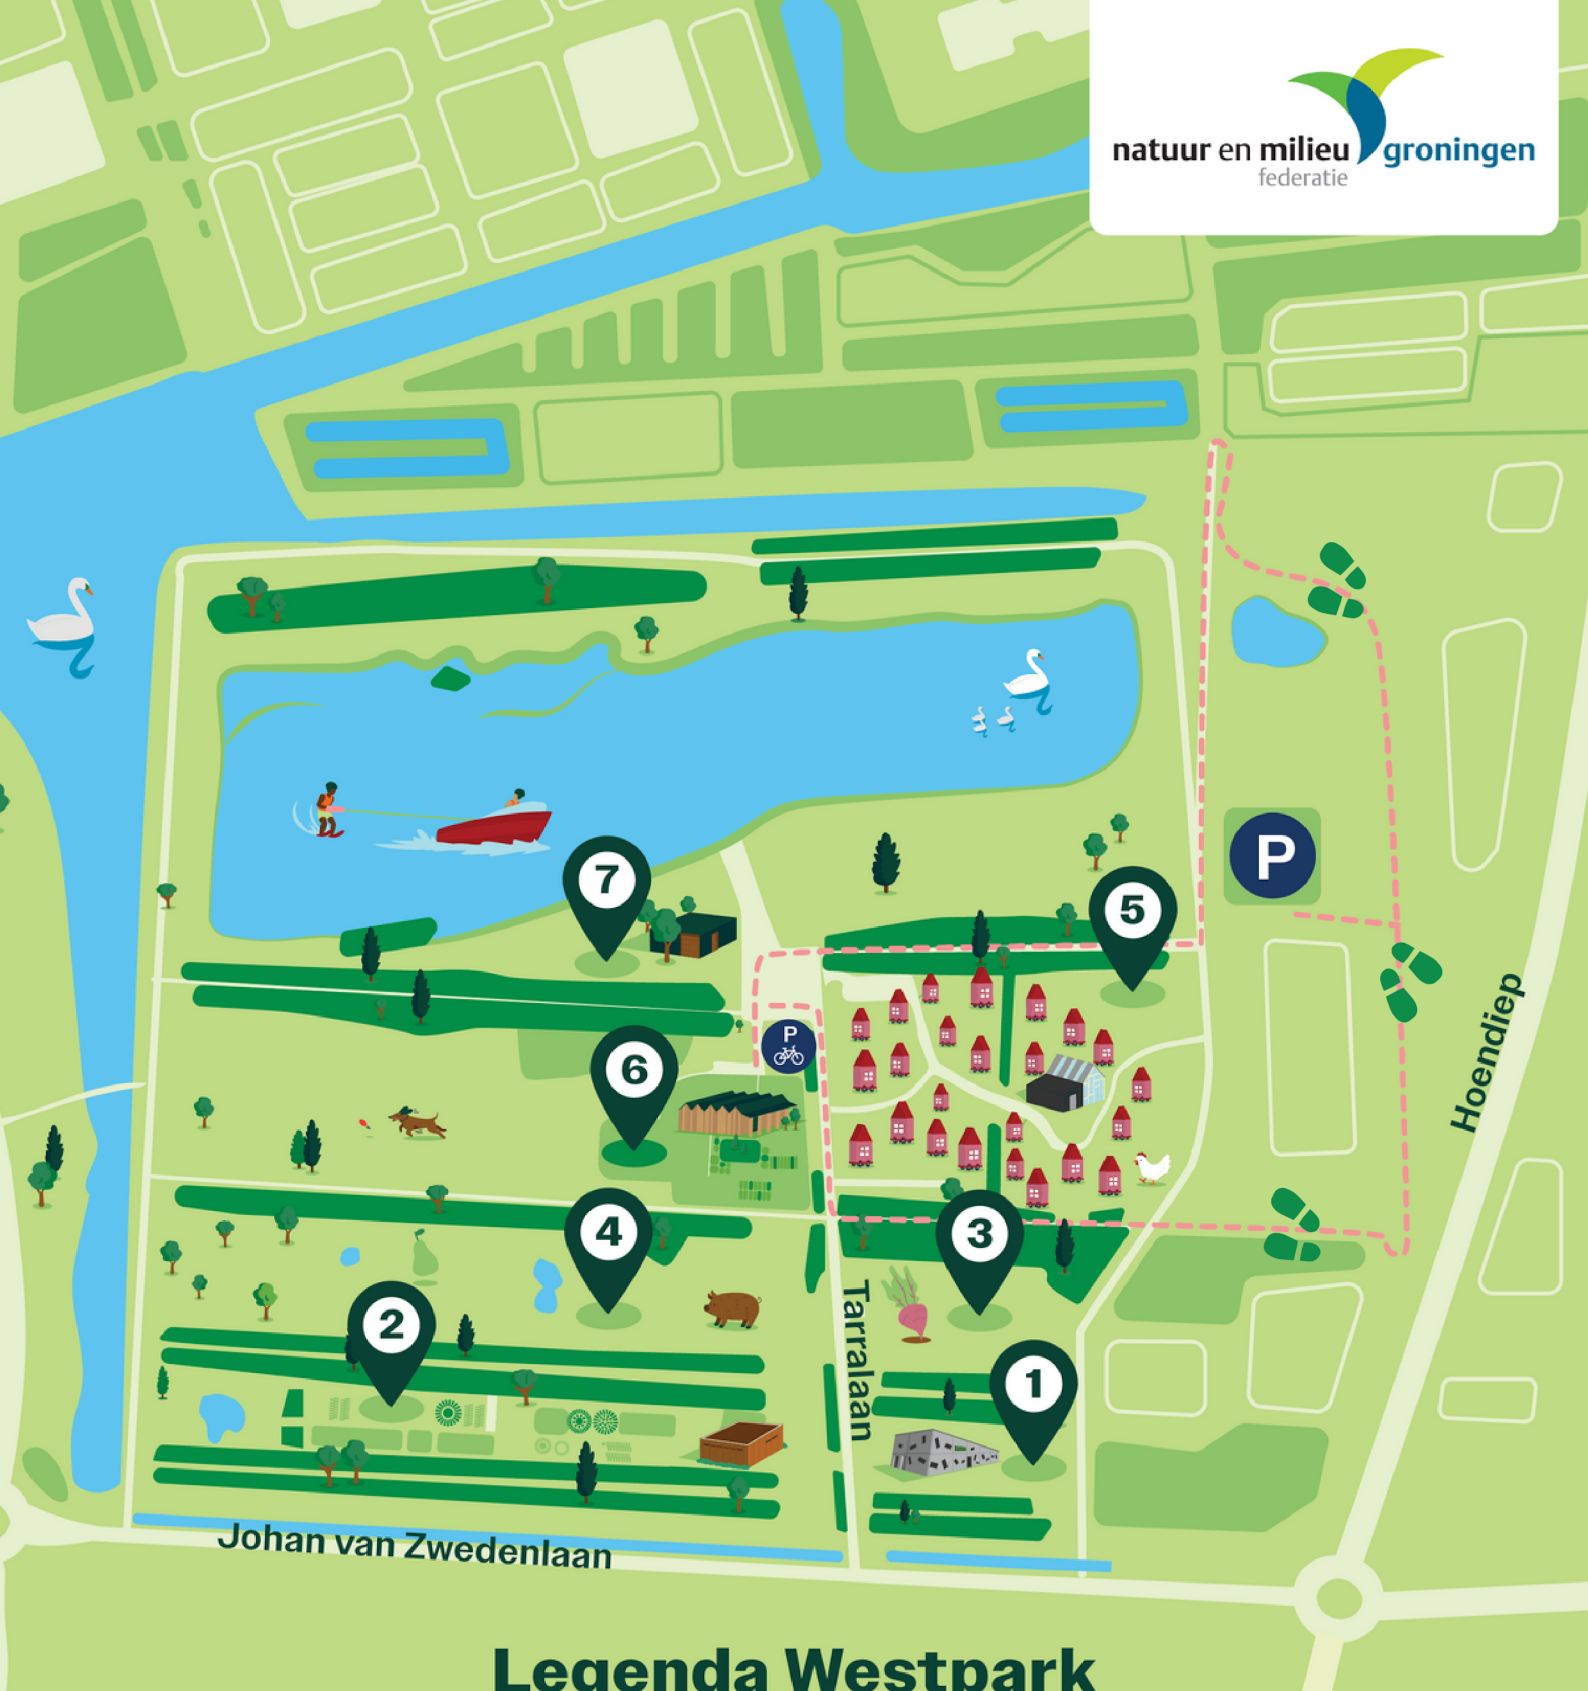 natuur en milieu groningen
federatie
7
5
P
P
6
Hoendiep
4
3
2
Tarralaan
1
Johan van Zwedenlaan
Legenda Westpark